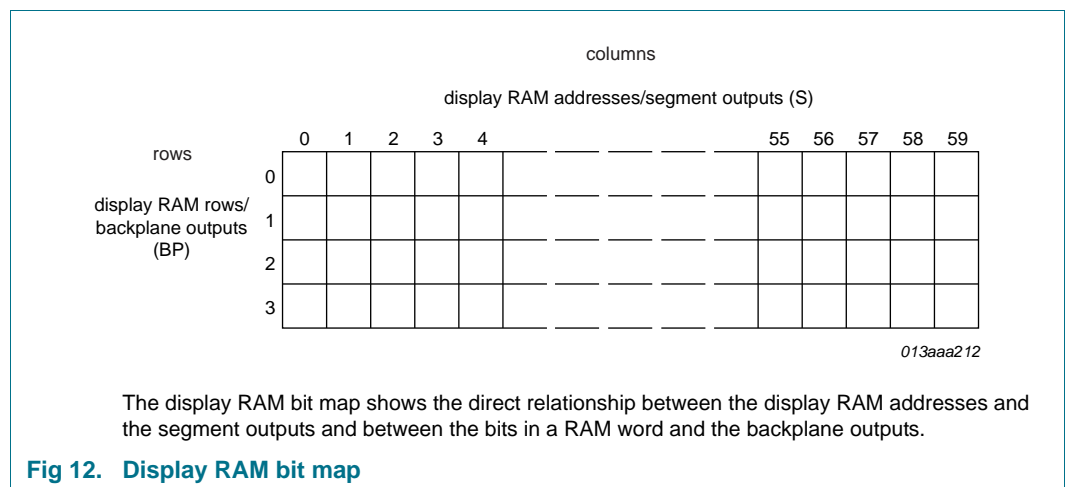 columns
display RAM addresses/segment outputs (S)
0 1 2 3 4 55 56 57 58 59
rows
0
display RAM rows/
backplane outputs
(BP)
1
2
3
013aaa212
The display RAM bit map shows the direct relationship between the display RAM addresses and
the segment outputs and between the bits in a RAM word and the backplane outputs.
Fig 12. Display RAM bit map